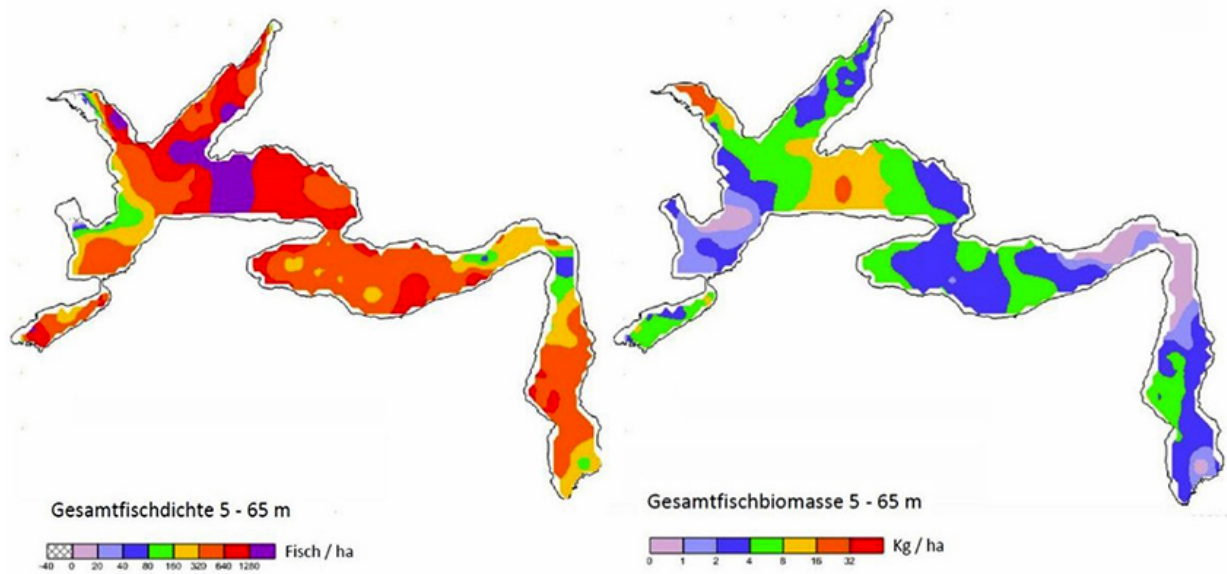 Gesamtfischdichte 5 - 65 m
Fisch / ha
-40 0 20 40 80 160 320 640 1280
Gesamtfischbiomasse 5 - 65 m
Kg / ha
0 1 2 4 8 16 32